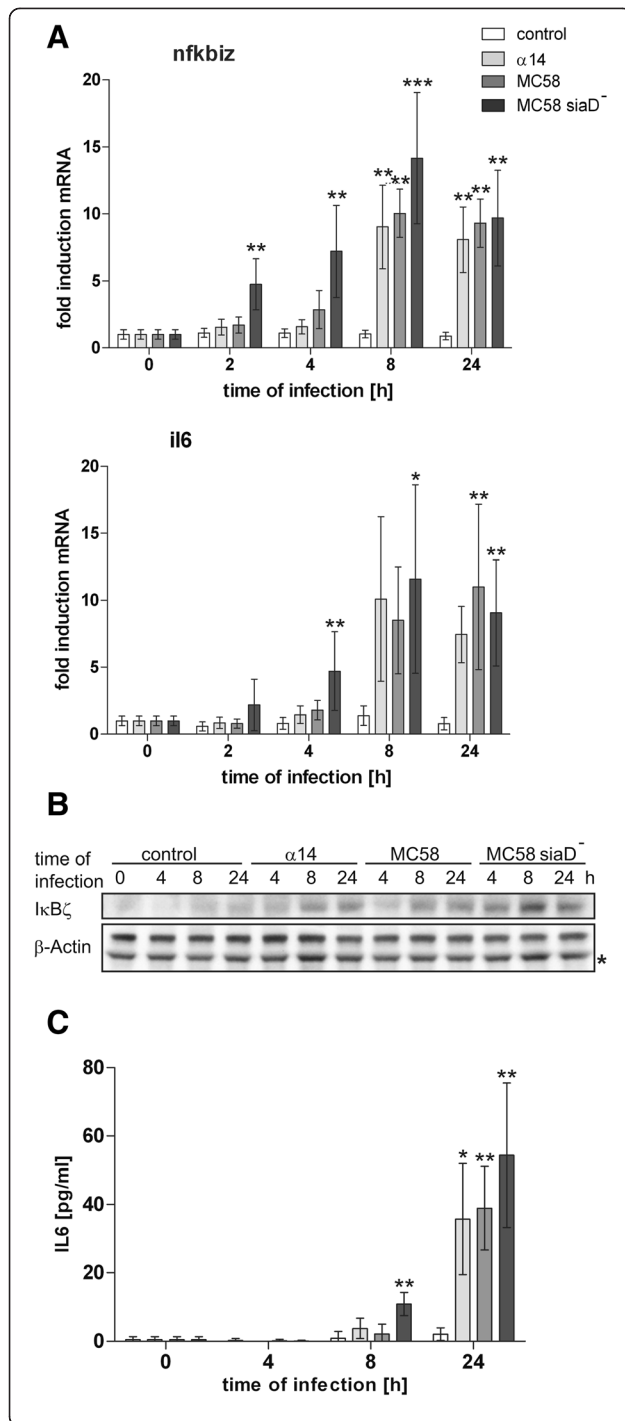 A
nfkbiz
control
α14
MC58
MC58 siaD⁻
fold induction mRNA
20
15
10
5
0
** ** ** ** *** ** ** **
0 2 4 8 24
time of infection [h]
il6
fold induction mRNA
20
15
10
5
0
** * ** **
0 2 4 8 24
time of infection [h]
B
time of infection
control α14 MC58 MC58 siaD⁻
0 4 8 24 4 8 24 4 8 24 4 8 24 h
IκBζ
β-Actin
*
C
IL6 [pg/ml]
80
60
40
20
0
** * ** **
0 4 8 24
time of infection [h]